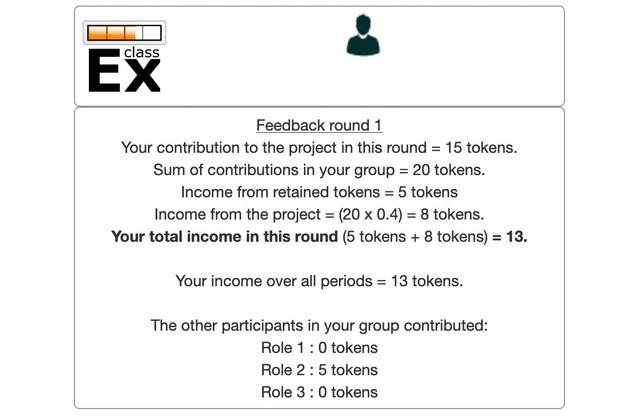 class
Ex
Feedback round 1
Your contribution to the project in this round = 15 tokens.
Sum of contributions in your group = 20 tokens.
Income from retained tokens = 5 tokens
Income from the project = (20 x 0.4) = 8 tokens.
Your total income in this round (5 tokens + 8 tokens) = 13.
Your income over all periods = 13 tokens.
The other participants in your group contributed:
Role 1 : 0 tokens
Role 2 : 5 tokens
Role 3 : 0 tokens